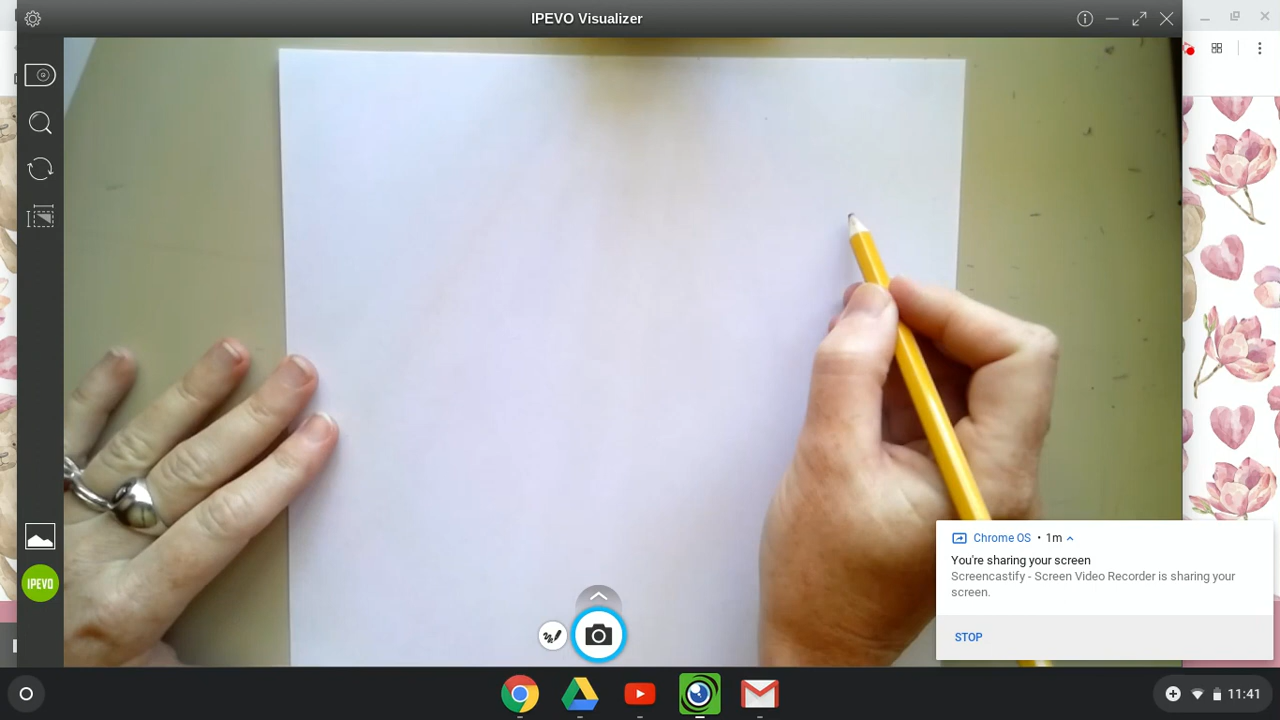 IPEVO Visualizer
IPEVO
Chrome OS • 1m
You're sharing your screen
Screencastify - Screen Video Recorder is sharing your
screen.
STOP
11:41